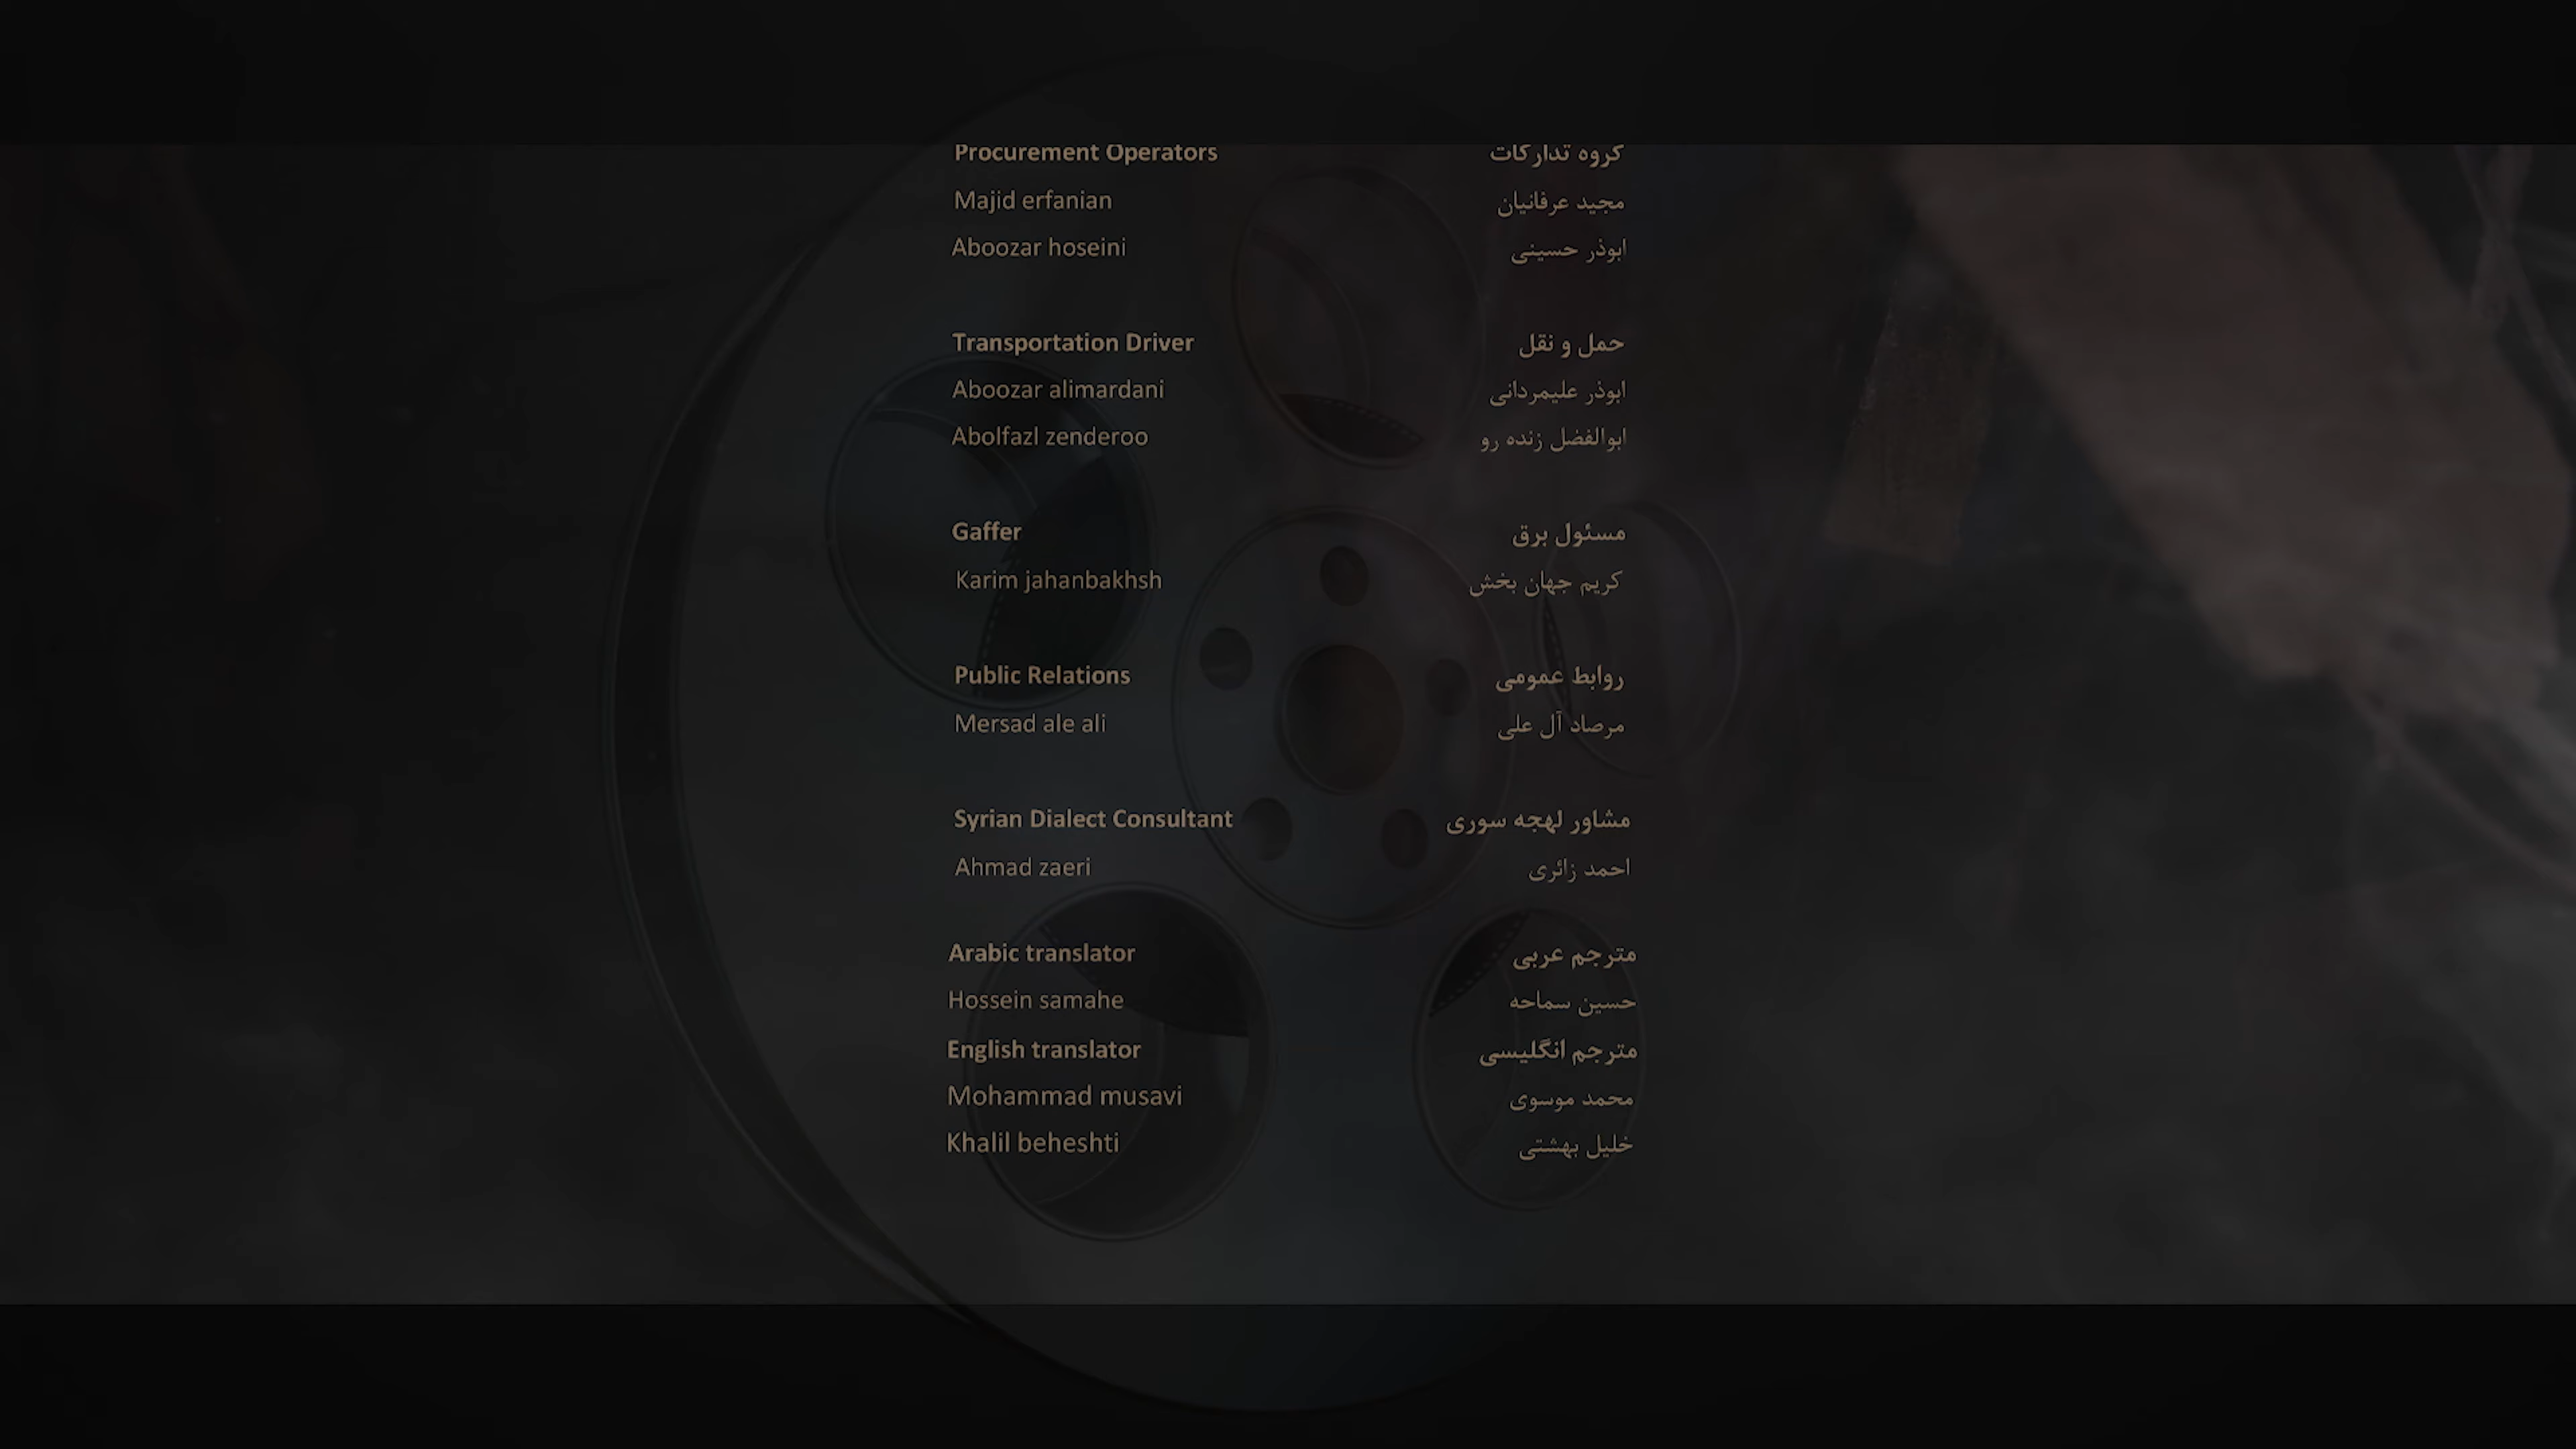 Procurement Operators گروه تدارکات
Majid erfanian مجید عرفانیان
Aboozar hoseini ابوذر حسینی
Transportation Driver حمل و نقل
Aboozar alimardani ابوذر علیمردانی
Abolfazl zenderoo ابوالفضل زنده رو
Gaffer مسئول برق
Karim jahanbakhsh کریم جهان بخش
Public Relations روابط عمومی
Mersad ale ali مرصاد آل علی
Syrian Dialect Consultant مشاور لهجه سوری
Ahmad zaeri احمد زائری
Arabic translator مترجم عربی
Hossein samahe حسین سماحه
English translator مترجم انگلیسی
Mohammad musavi محمد موسوی
Khalil beheshti خلیل بهشتی